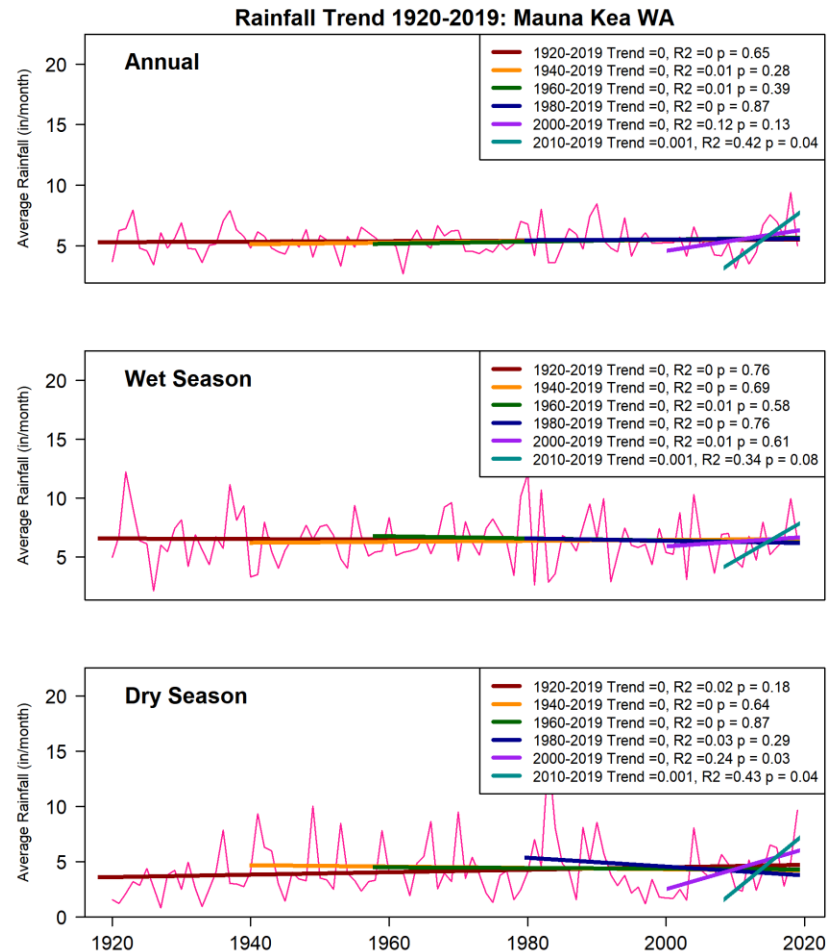 Rainfall Trend 1920-2019: Mauna Kea WA
Annual
1920-2019 Trend =0, R2 =0 p = 0.65
1940-2019 Trend =0, R2 =0.01 p = 0.28
1960-2019 Trend =0, R2 =0.01 p = 0.39
1980-2019 Trend =0, R2 =0 p = 0.87
2000-2019 Trend =0, R2 =0.12 p = 0.13
2010-2019 Trend =0.001, R2 =0.42 p = 0.04
Average Rainfall (in/month)
20
15
10
5
Wet Season
1920-2019 Trend =0, R2 =0 p = 0.76
1940-2019 Trend =0, R2 =0 p = 0.69
1960-2019 Trend =0, R2 =0.01 p = 0.58
1980-2019 Trend =0, R2 =0 p = 0.76
2000-2019 Trend =0, R2 =0.01 p = 0.61
2010-2019 Trend =0.001, R2 =0.34 p = 0.08
Average Rainfall (in/month)
20
15
10
5
Dry Season
1920-2019 Trend =0, R2 =0.02 p = 0.18
1940-2019 Trend =0, R2 =0 p = 0.64
1960-2019 Trend =0, R2 =0 p = 0.87
1980-2019 Trend =0, R2 =0.03 p = 0.29
2000-2019 Trend =0, R2 =0.24 p = 0.03
2010-2019 Trend =0.001, R2 =0.43 p = 0.04
Average Rainfall (in/month)
20
15
10
5
0
1920 1940 1960 1980 2000 2020